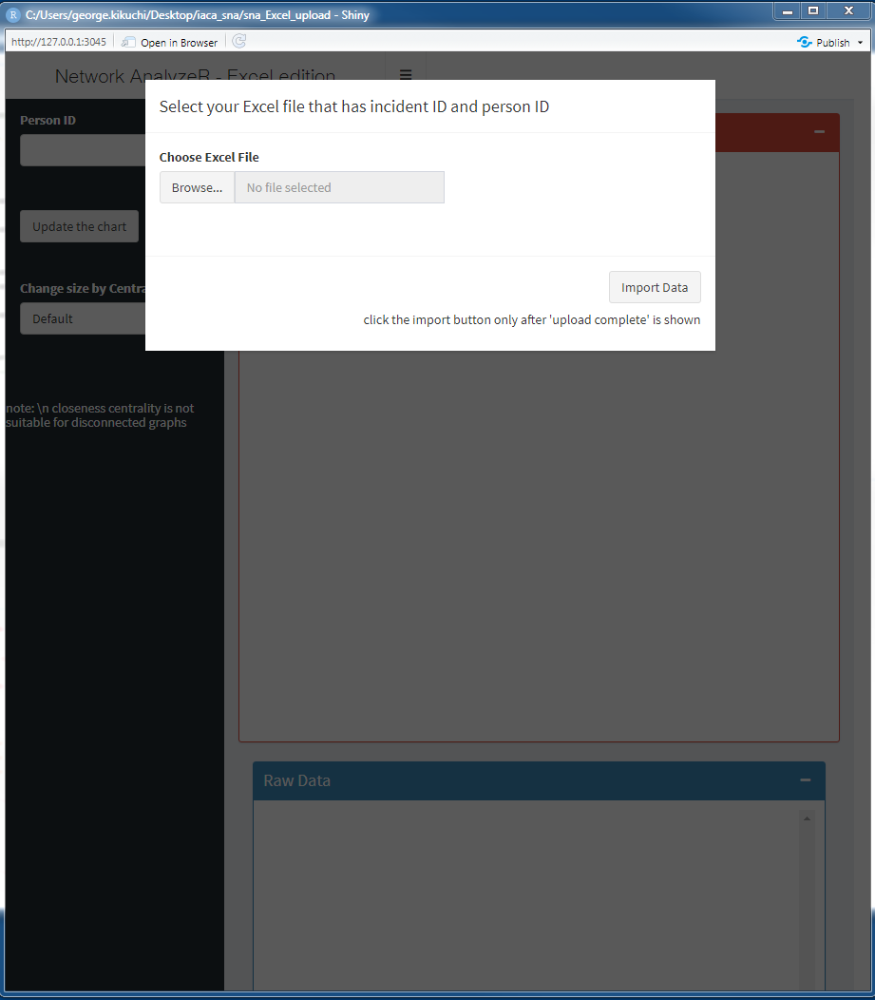 C:/Users/george.kikuchi/Desktop/iaca_sna/sna_Excel_upload - Shiny
http://127.0.0.1:3045 Open in Browser Publish
Network AnalyzeR - Excel edition
Select your Excel file that has incident ID and person ID
Person ID
Choose Excel File
Browse... No file selected
Update the chart
Import Data
Change size by Centra
Default
click the import button only after 'upload complete' is shown
note: \n closeness centrality is not
suitable for disconnected graphs
Raw Data